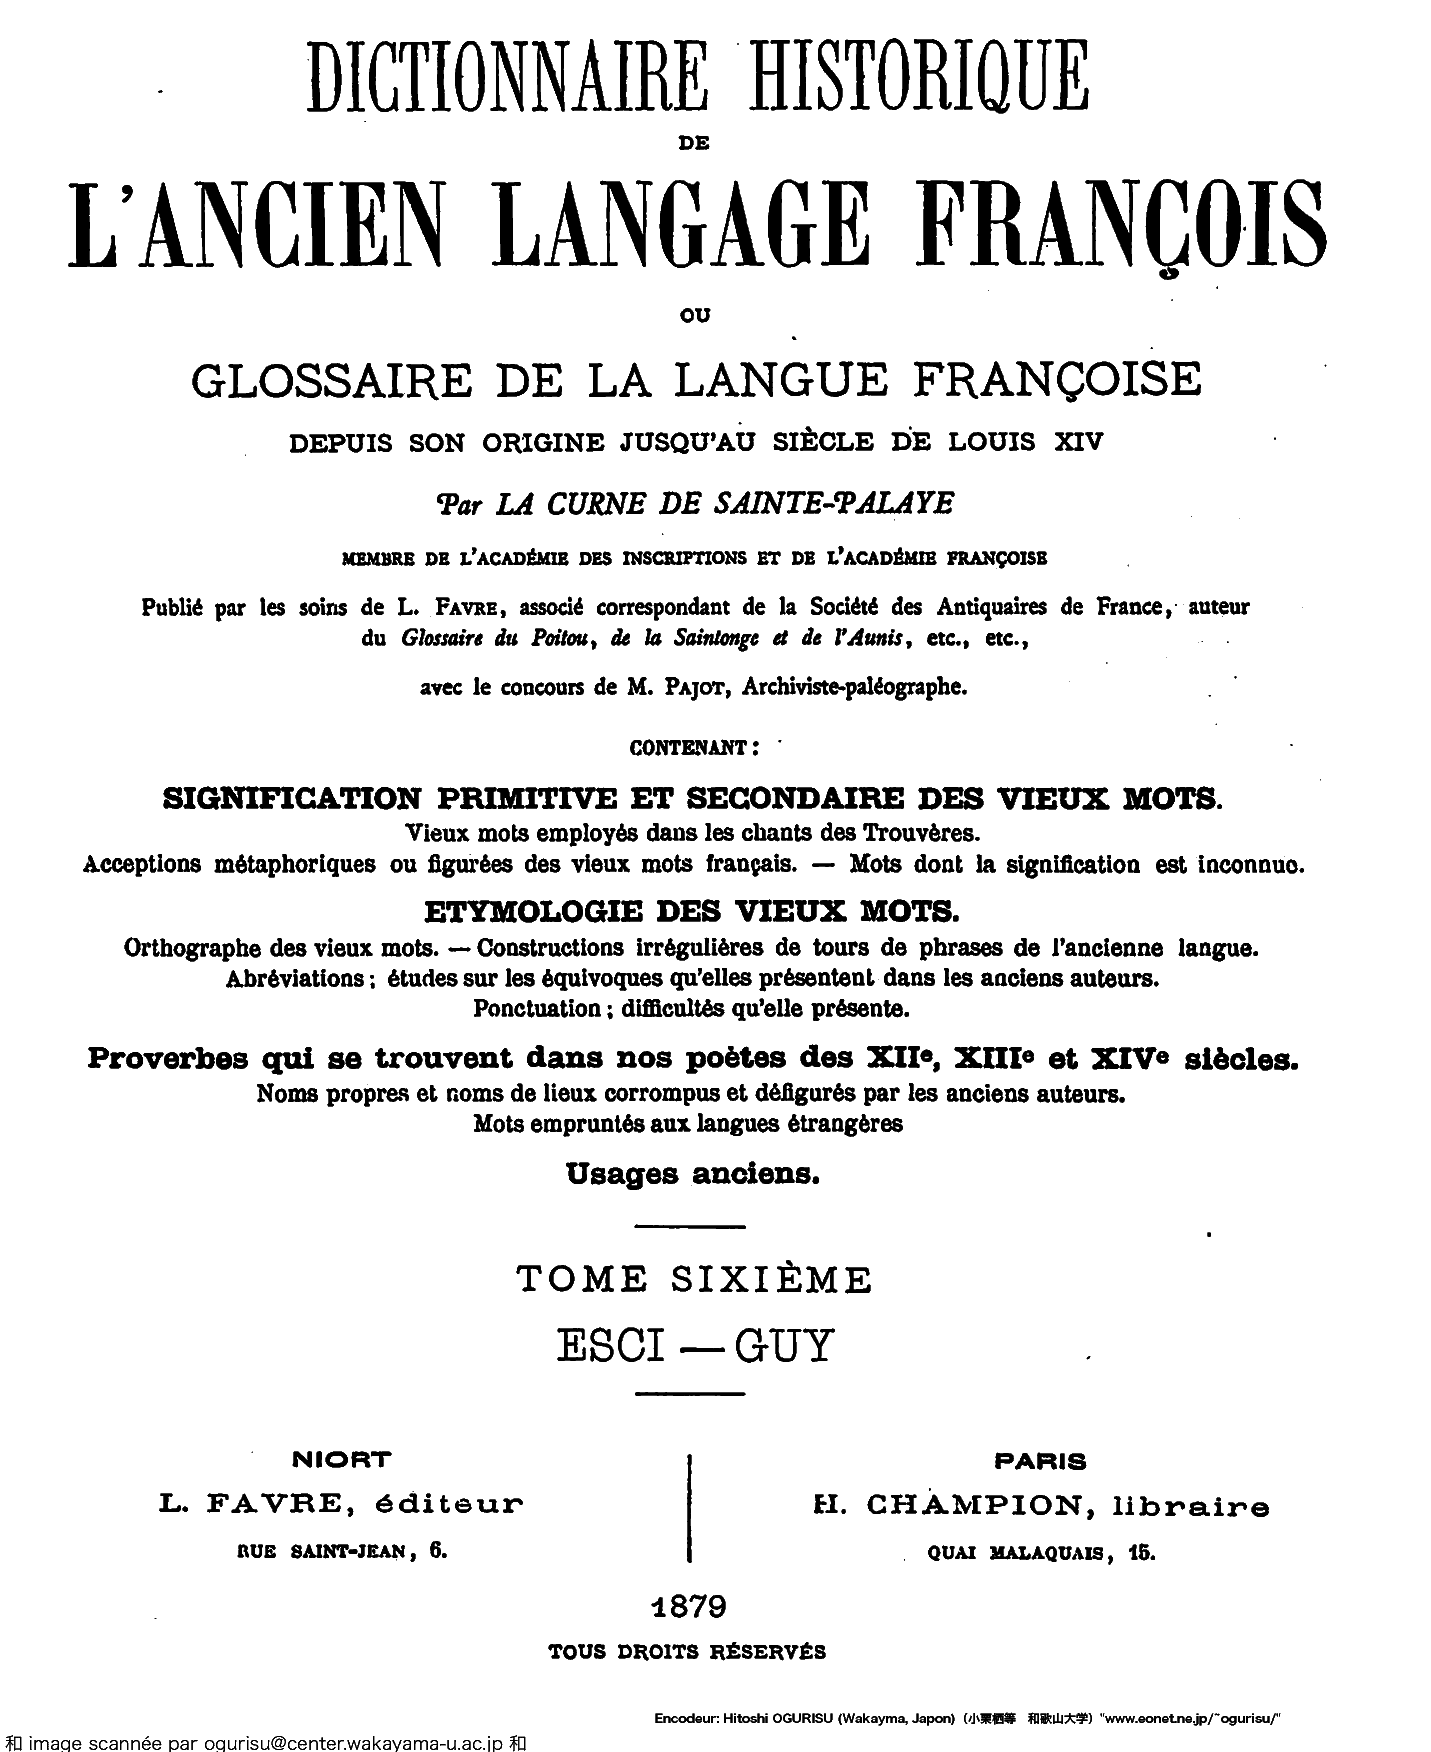 DICTIONNAIRE HISTORIQUE
DE
L'ANCIEN LANGAGE FRANÇOIS
OU
GLOSSAIRE DE LA LANGUE FRANÇOISE
DEPUIS SON ORIGINE JUSQU'AU SIÈCLE DE LOUIS XIV
Par LA CURNE DE SAINTE-PALAYE
MEMBRE DE L'ACADÉMIE DES INSCRIPTIONS ET DE L'ACADÉMIE FRANÇOISE
Publié par les soins de L. FAVRE, associé correspondant de la Société des Antiquaires de France, auteur
du Glossaire du Poitou, de la Saintonge et de l'Aunis, etc., etc.,
avec le concours de M. PAJOT, Archiviste-paléographe.
CONTENANT :
SIGNIFICATION PRIMITIVE ET SECONDAIRE DES VIEUX MOTS.
Vieux mots employés dans les chants des Trouvères.
Acceptions métaphoriques ou figurées des vieux mots français. — Mots dont la signification est inconnue.
ETYMOLOGIE DES VIEUX MOTS.
Orthographe des vieux mots. — Constructions irrégulières de tours de phrases de l'ancienne langue.
Abréviations ; études sur les équivoques qu'elles présentent dans les anciens auteurs.
Ponctuation ; difficultés qu'elle présente.
Proverbes qui se trouvent dans nos poètes des XIIe, XIIIe et XIVe siècles.
Noms propres et noms de lieux corrompus et défigurés par les anciens auteurs.
Mots empruntés aux langues étrangères
Usages anciens.
TOME SIXIÈME
ESCI — GUY
NIORT
L. FAVRE, éditeur
RUE SAINT-JEAN, 6.
PARIS
H. CHAMPION, libraire
QUAI MALAQUAIS, 15.
1879
TOUS DROITS RÉSERVÉS
Encodeur: Hitoshi OGURISU (Wakayma, Japon) (小栗栖等 和歌山大学) "www.eonet.ne.jp/~ogurisu/"
和 image scannée par ogurisu@center.wakayama-u.ac.jp 和